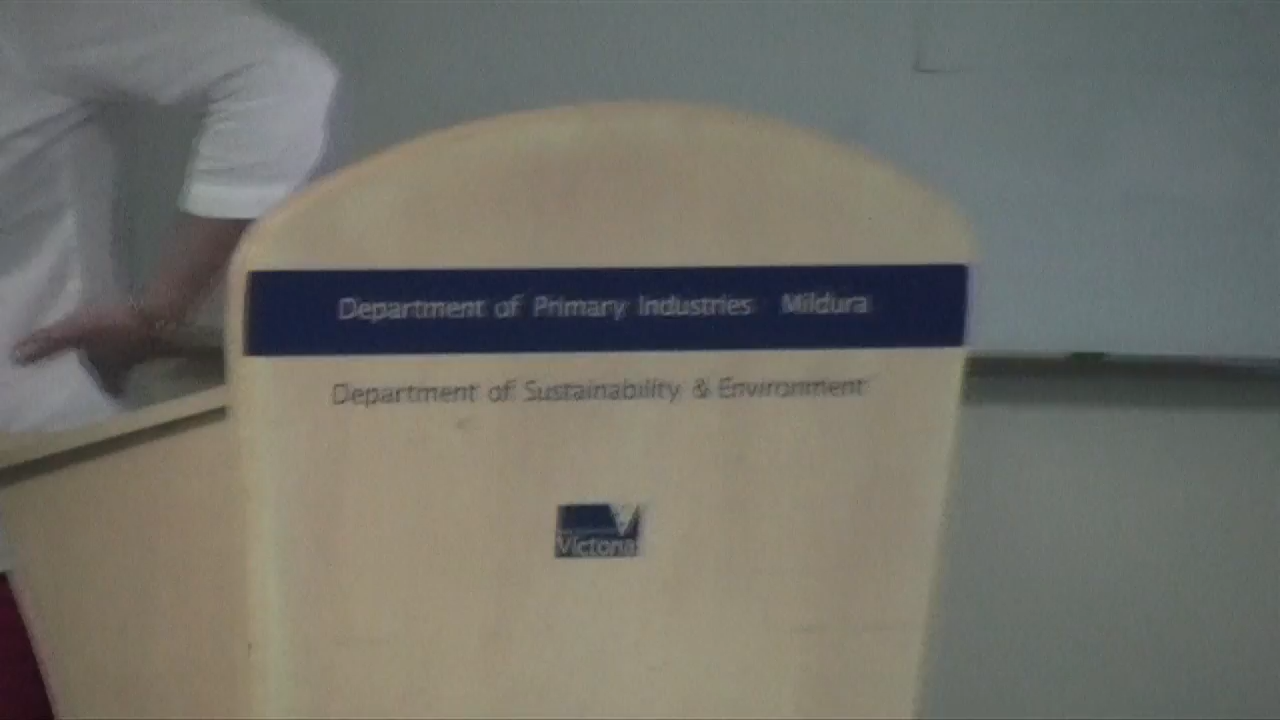 Department of Primary Industries Mildura
Department of Sustainability & Environment
Victoria